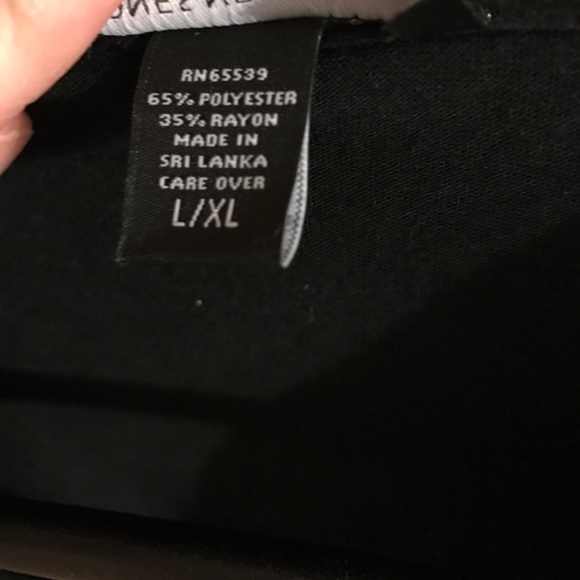 RN65539
65% POLYESTER
35% RAYON
MADE IN
SRI LANKA
CARE OVER
L/XL